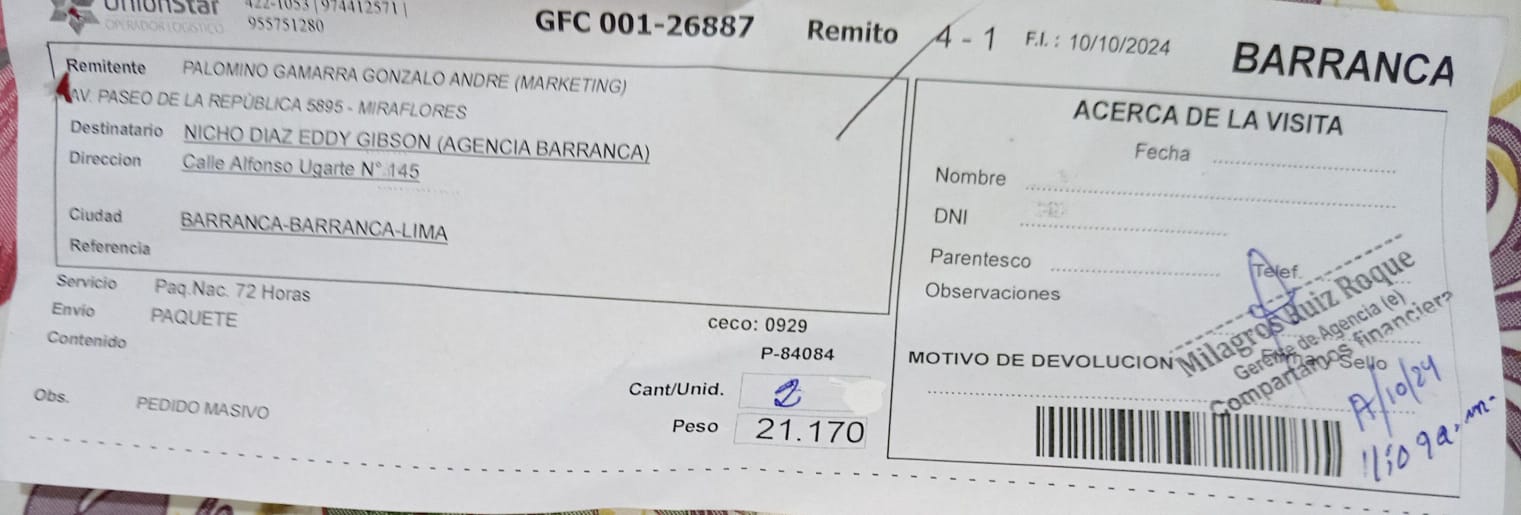 UnionStar 422-1053 | 974412571 |
OPERADOR LOGISTICO 955751280
GFC 001-26887 Remito 4 - 1 F.I. : 10/10/2024 BARRANCA
Remitente PALOMINO GAMARRA GONZALO ANDRE (MARKETING)
AV. PASEO DE LA REPÚBLICA 5895 - MIRAFLORES
Destinatario NICHO DIAZ EDDY GIBSON (AGENCIA BARRANCA)
Direccion Calle Alfonso Ugarte N° 145
Ciudad BARRANCA-BARRANCA-LIMA
Referencia
Servicio Paq.Nac. 72 Horas
Envío PAQUETE
Contenido
ceco: 0929
P-84084
Cant/Unid. 2
Peso 21.170
Obs. PEDIDO MASIVO
ACERCA DE LA VISITA
Fecha
Nombre
DNI
Parentesco
Telef.
Observaciones
MOTIVO DE DEVOLUCION
Firma o Sello
Milagros Ruiz Roque
Gerente de Agencia (e)
Compartamos financiera
/10/24
a.m.